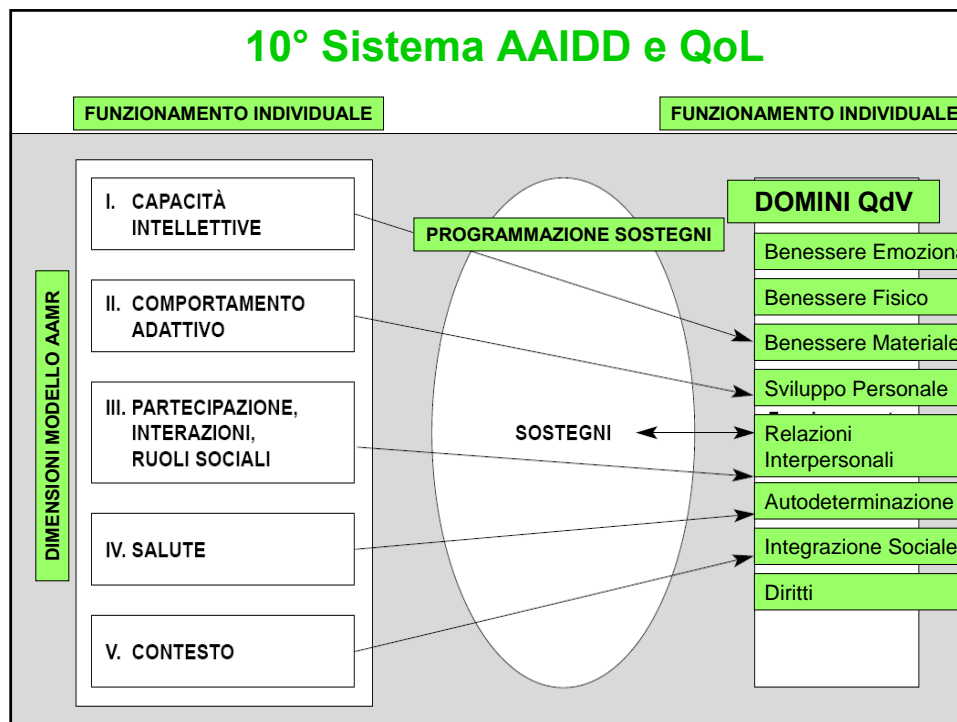 10° Sistema AAIDD e QoL
FUNZIONAMENTO INDIVIDUALE
FUNZIONAMENTO INDIVIDUALE
DIMENSIONI MODELLO AAMR
I. CAPACITÀ
INTELLETTIVE
II. COMPORTAMENTO
ADATTIVO
III. PARTECIPAZIONE,
INTERAZIONI,
RUOLI SOCIALI
IV. SALUTE
V. CONTESTO
PROGRAMMAZIONE SOSTEGNI
SOSTEGNI
DOMINI QdV
Benessere Emoziona
Benessere Fisico
Benessere Materiale
Sviluppo Personale
Relazioni
Interpersonali
Autodeterminazione
Integrazione Sociale
Diritti